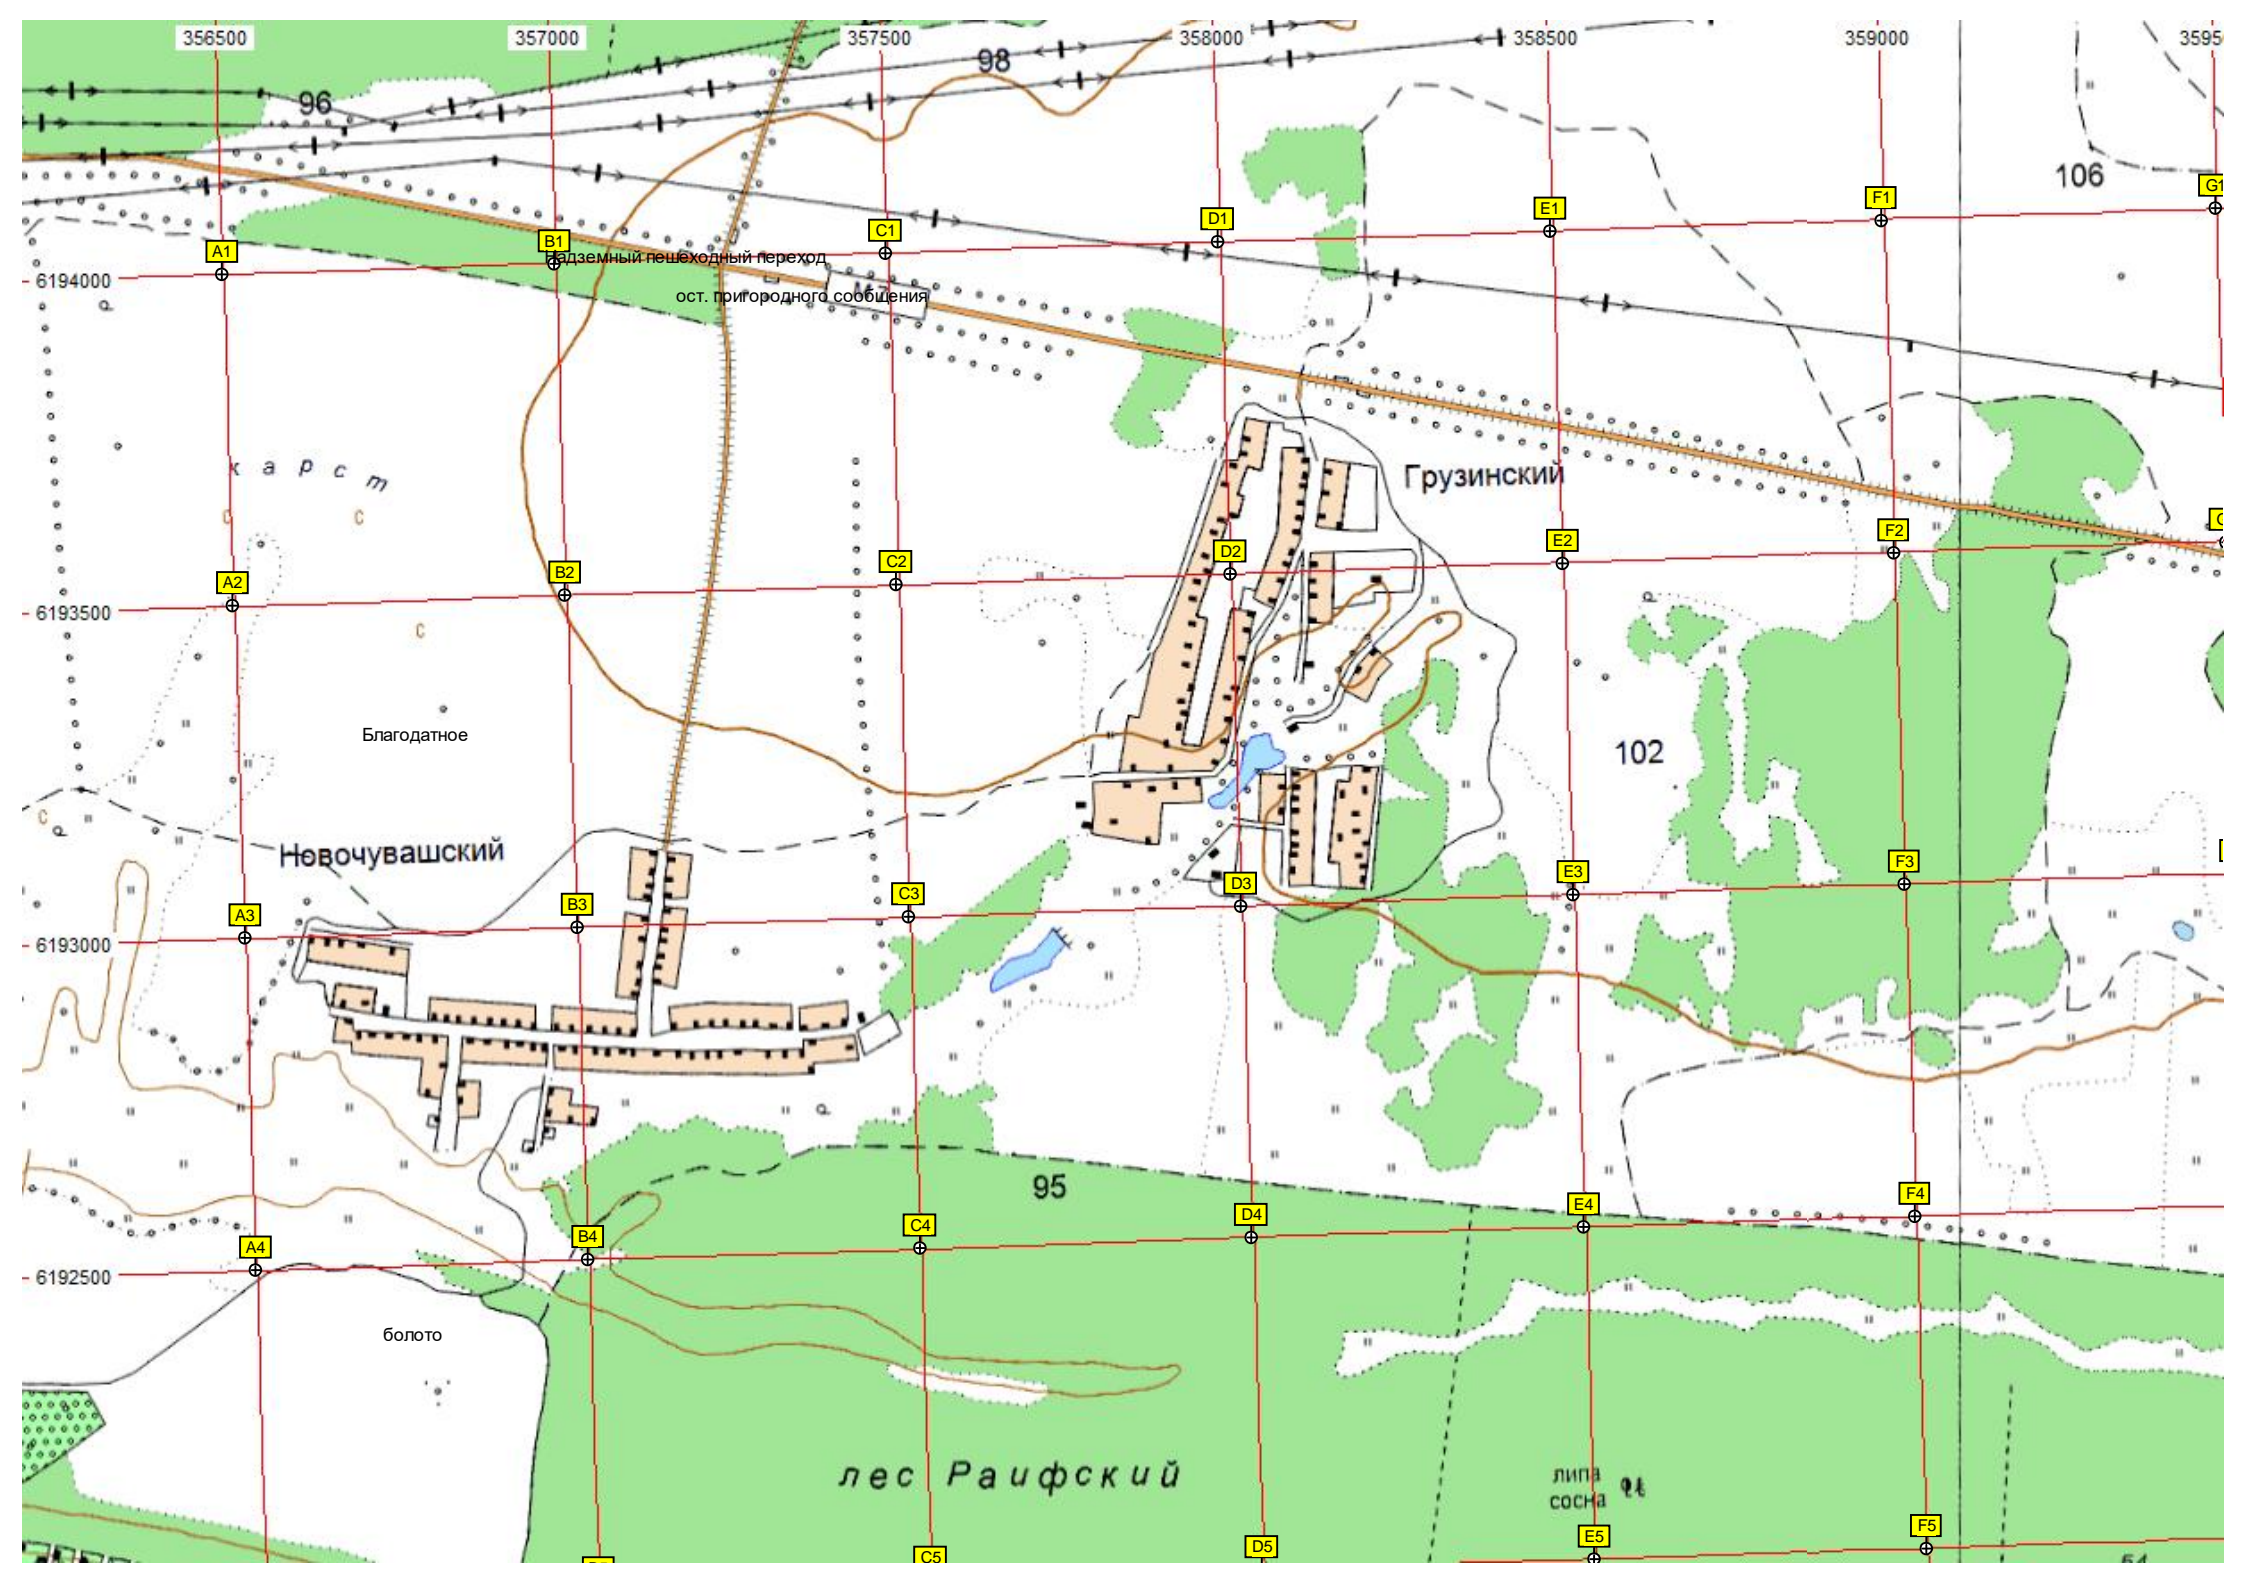 356500
357000
357500
358000
358500
359000
98
96
106
A1
B1
C1
D1
E1
F1
6194000
Надземный пешеходный переход
ост. пригородного сообщения
карст
с
с
Грузинский
A2
B2
C2
D2
E2
F2
6193500
с
Благодатное
102
с
Новочувашский
A3
B3
C3
D3
E3
F3
6193000
95
A4
B4
C4
D4
E4
F4
6192500
болото
лес Раифский
липа
сосна
C5
D5
E5
F5